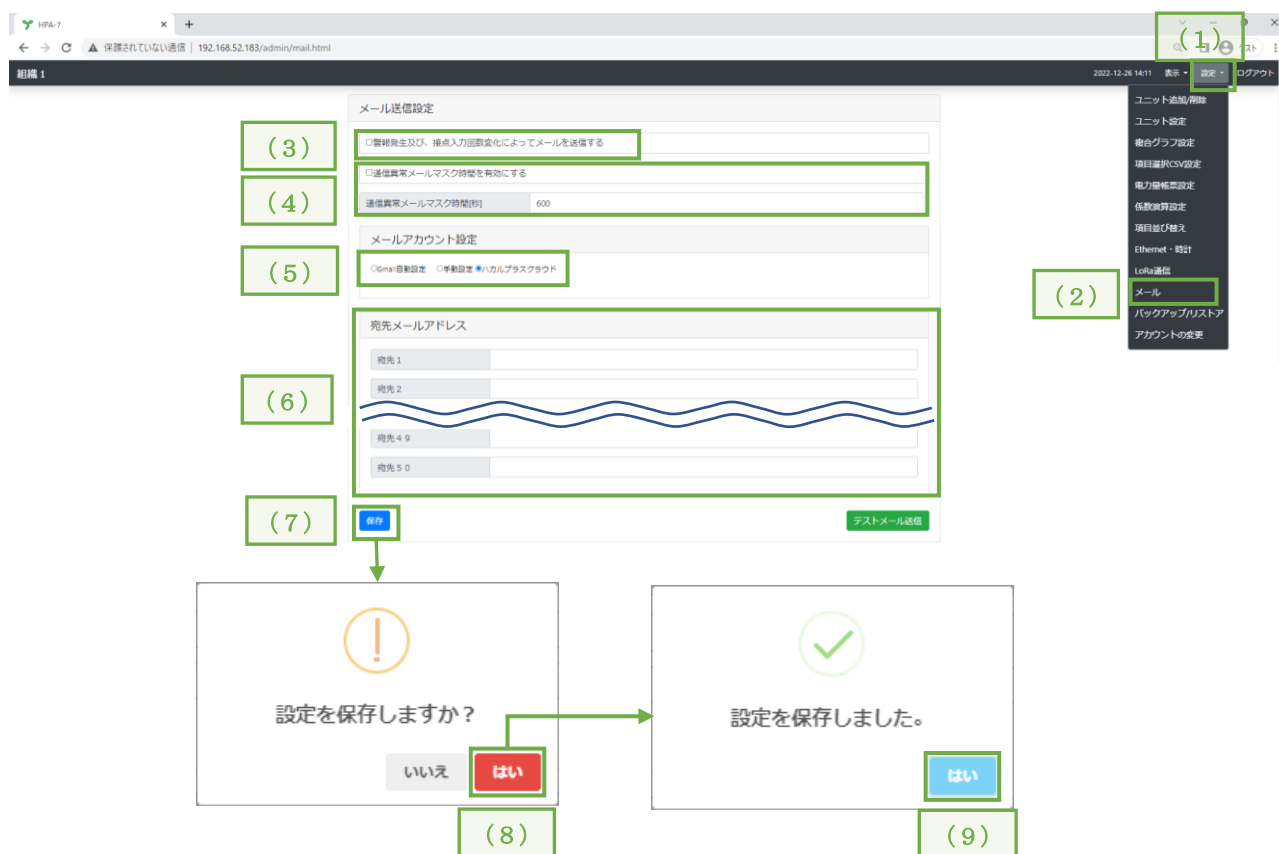 HPA-7
保護されていない通信 | 192.168.52.183/admin/mail.html
ゲスト
(1)
組織 1
2022-12-26 14:11 表示 設定 ログアウト
ユニット追加/削除
ユニット設定
複合グラフ設定
項目選択CSV設定
電力量帳票設定
係数演算設定
項目並び替え
Ethernet・時計
LoRa通信
メール
バックアップ/リストア
アカウントの変更
(2)
メール送信設定
(3)
警報発生及び、接点入力回数変化によってメールを送信する
(4)
通信異常メールマスク時間を有効にする
通信異常メールマスク時間[秒] 600
メールアカウント設定
(5)
Gmail自動設定 手動設定 ハカルプラスクラウド
宛先メールアドレス
宛先 1
宛先 2
(6)
宛先 4 9
宛先 5 0
(7)
保存
テストメール送信
設定を保存しますか？
いいえ はい
(8)
設定を保存しました。
はい
(9)